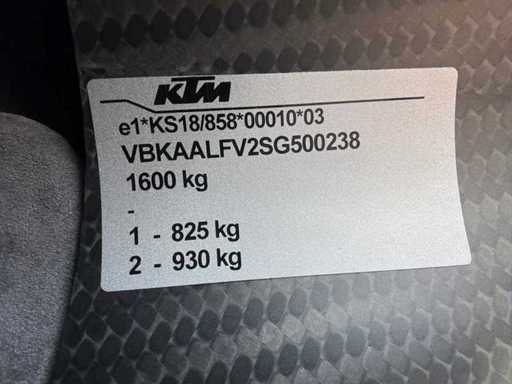 KTM
e1*KS18/858*00010*03
VBKAALFV2SG500238
1600 kg
-
1 - 825 kg
2 - 930 kg